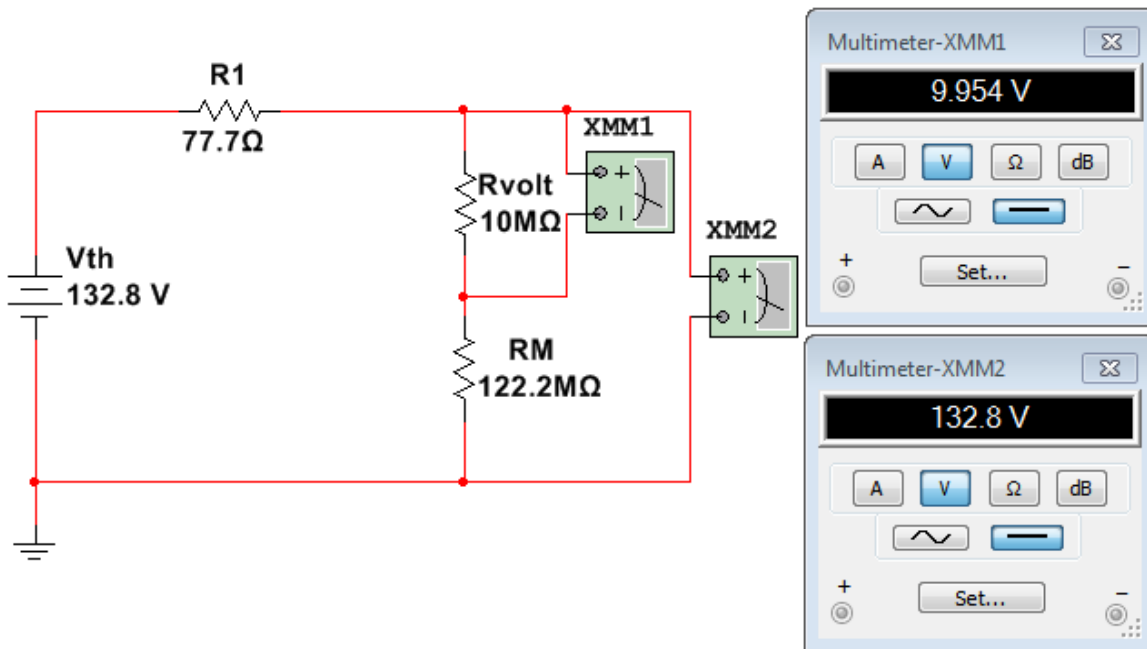 R1
77.7Ω
Vth
132.8 V
Rvolt
10MΩ
RM
122.2MΩ
XMM1
+
XMM2
+
Multimeter-XMM1
9.954 V
A V Ω dB
+ Set... −
Multimeter-XMM2
132.8 V
A V Ω dB
+ Set... −